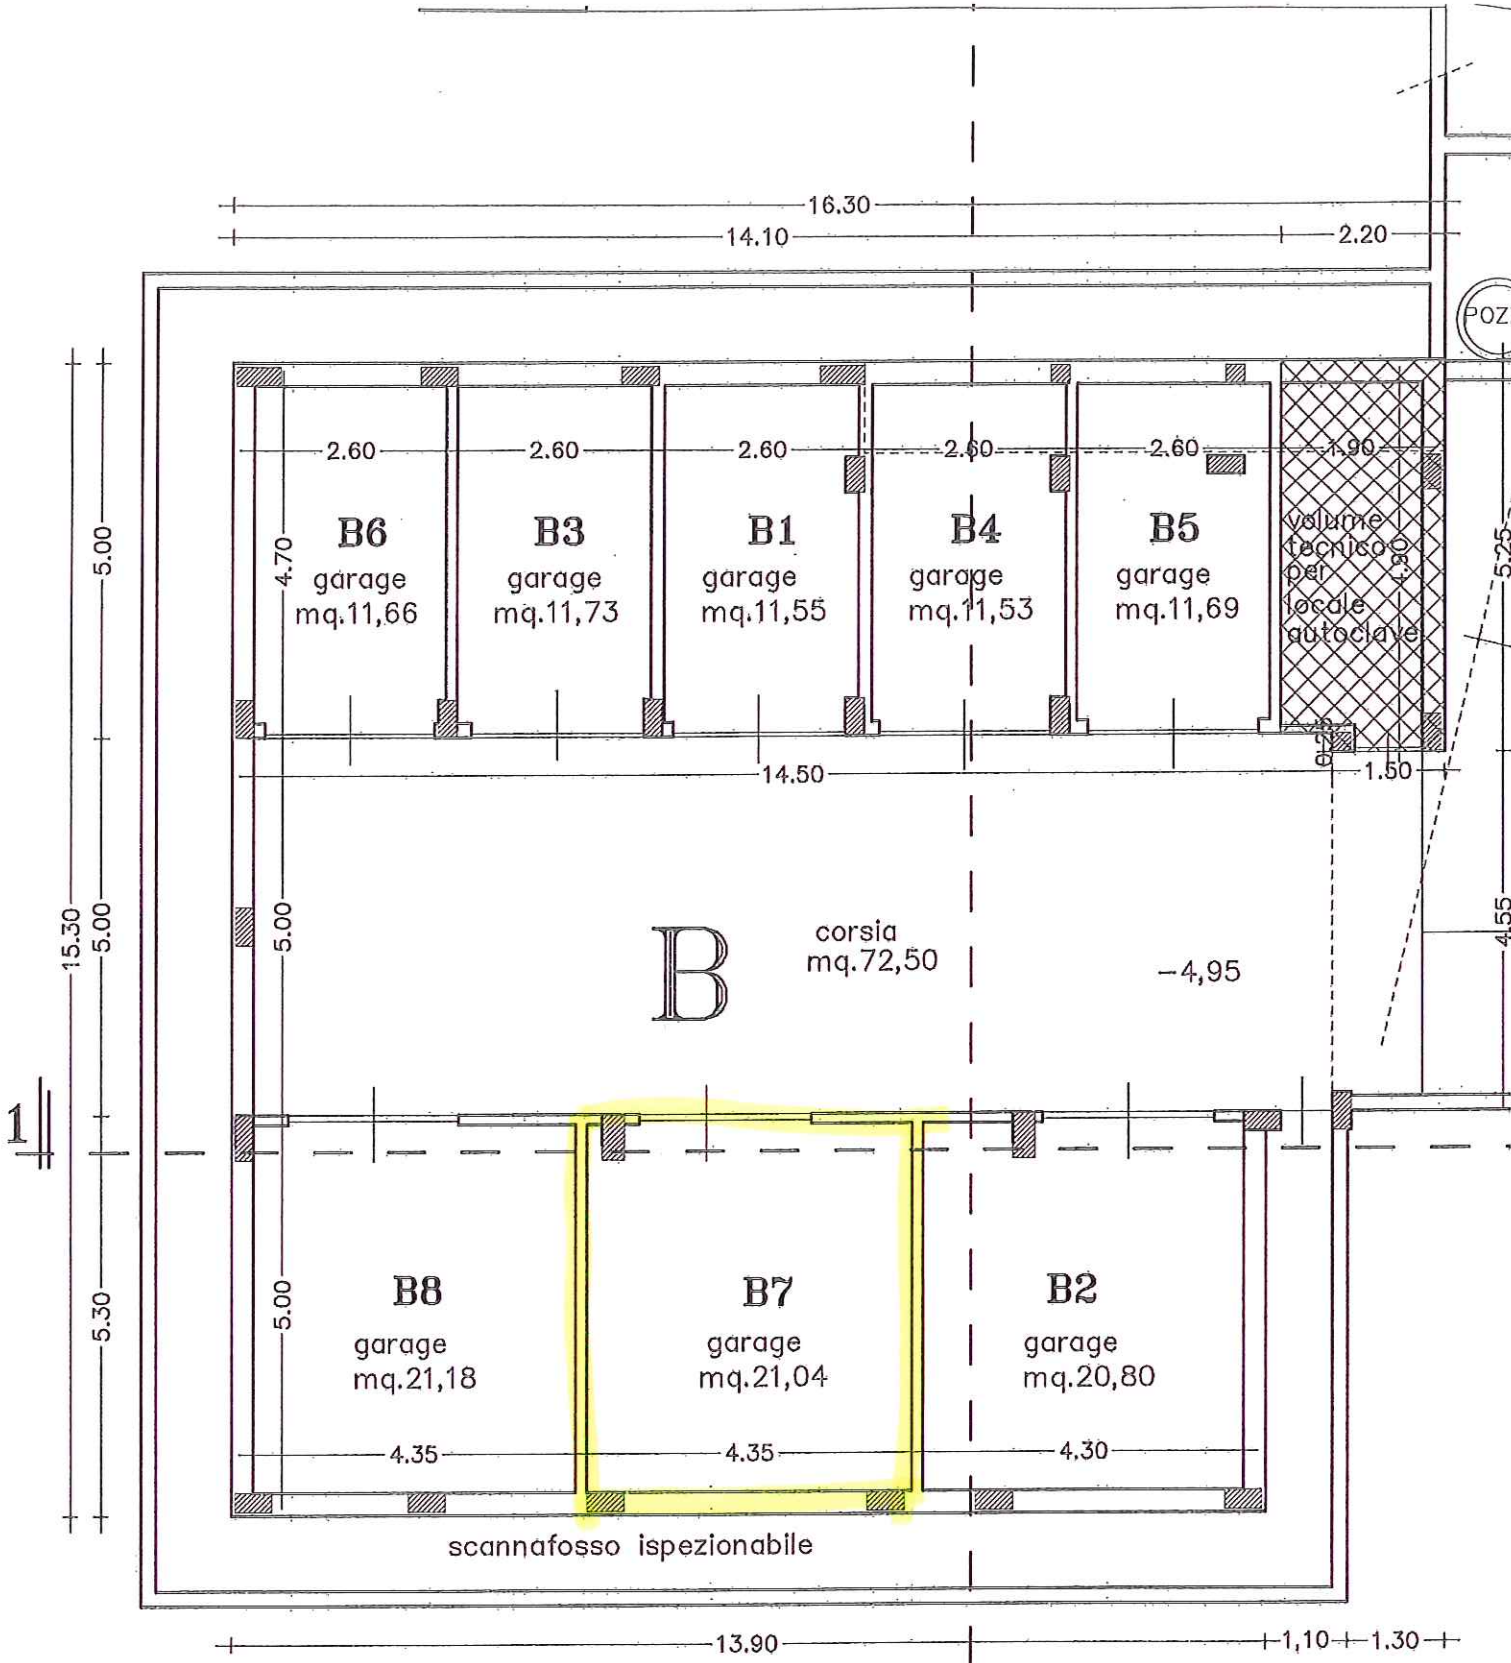 16.30
14.10
2.20
POZ
2.60
2.60
2.60
2.60
2.60
1.90
B6
garage
mq.11,66
B3
garage
mq.11,73
B1
garage
mq.11,55
B4
garage
mq.11,53
B5
garage
mq.11,69
volume
tecnico
per
locale
autoclave
4.90
4.70
5.00
5.25
0.25
14.50
1.50
15.30
5.00
5.00
B
corsia
mq.72,50
-4,95
4.55
1
B8
garage
mq.21,18
B7
garage
mq.21,04
B2
garage
mq.20,80
5.00
5.30
4.35
4.35
4.30
scannafosso ispezionabile
13.90
1,10
1.30